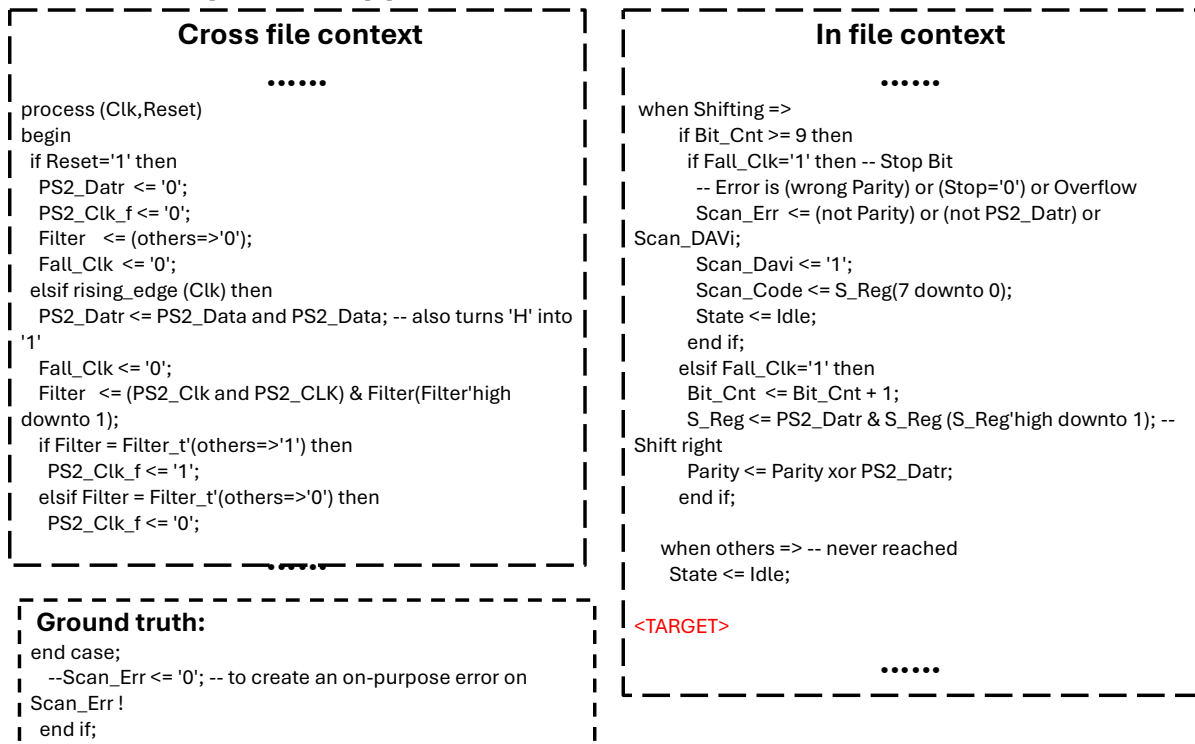 Cross file context
……
process (Clk,Reset)
begin
if Reset='1' then
PS2_Datr <= '0';
PS2_Clk_f <= '0';
Filter <= (others=>'0');
Fall_Clk <= '0';
elsif rising_edge (Clk) then
PS2_Datr <= PS2_Data and PS2_Data; -- also turns 'H' into
'1'
Fall_Clk <= '0';
Filter <= (PS2_Clk and PS2_CLK) & Filter(Filter'high
downto 1);
if Filter = Filter_t'(others=>'1') then
PS2_Clk_f <= '1';
elsif Filter = Filter_t'(others=>'0') then
PS2_Clk_f <= '0';
……
Ground truth:
end case;
--Scan_Err <= '0'; -- to create an on-purpose error on
Scan_Err !
end if;
In file context
……
when Shifting =>
if Bit_Cnt >= 9 then
if Fall_Clk='1' then -- Stop Bit
-- Error is (wrong Parity) or (Stop='0') or Overflow
Scan_Err <= (not Parity) or (not PS2_Datr) or
Scan_DAVi;
Scan_Davi <= '1';
Scan_Code <= S_Reg(7 downto 0);
State <= Idle;
end if;
elsif Fall_Clk='1' then
Bit_Cnt <= Bit_Cnt + 1;
S_Reg <= PS2_Datr & S_Reg (S_Reg'high downto 1); --
Shift right
Parity <= Parity xor PS2_Datr;
end if;
when others => -- never reached
State <= Idle;
<TARGET>
……